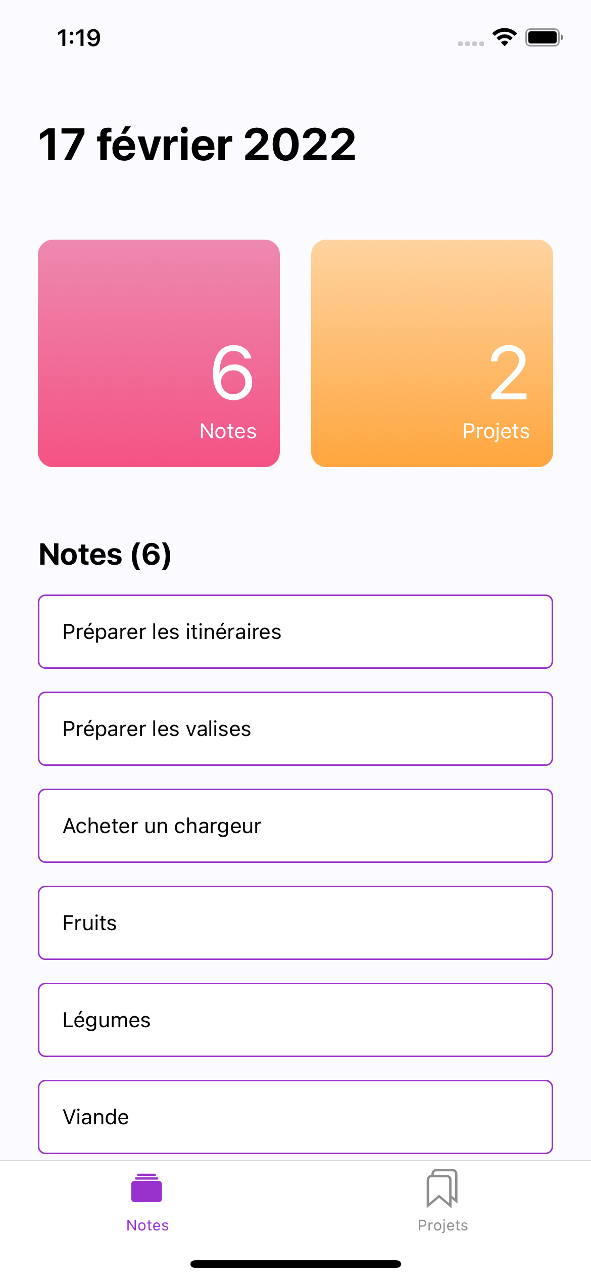 1:19
17 février 2022
6
Notes
2
Projets
Notes (6)
Préparer les itinéraires
Préparer les valises
Acheter un chargeur
Fruits
Légumes
Viande
Notes
Projets